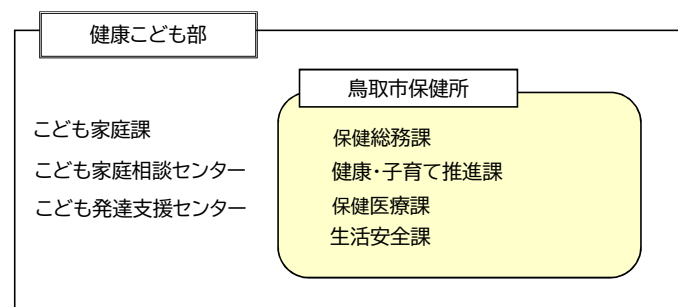 健康こども部
鳥取市保健所
こども家庭課
こども家庭相談センター
こども発達支援センター
保健総務課
健康・子育て推進課
保健医療課
生活安全課